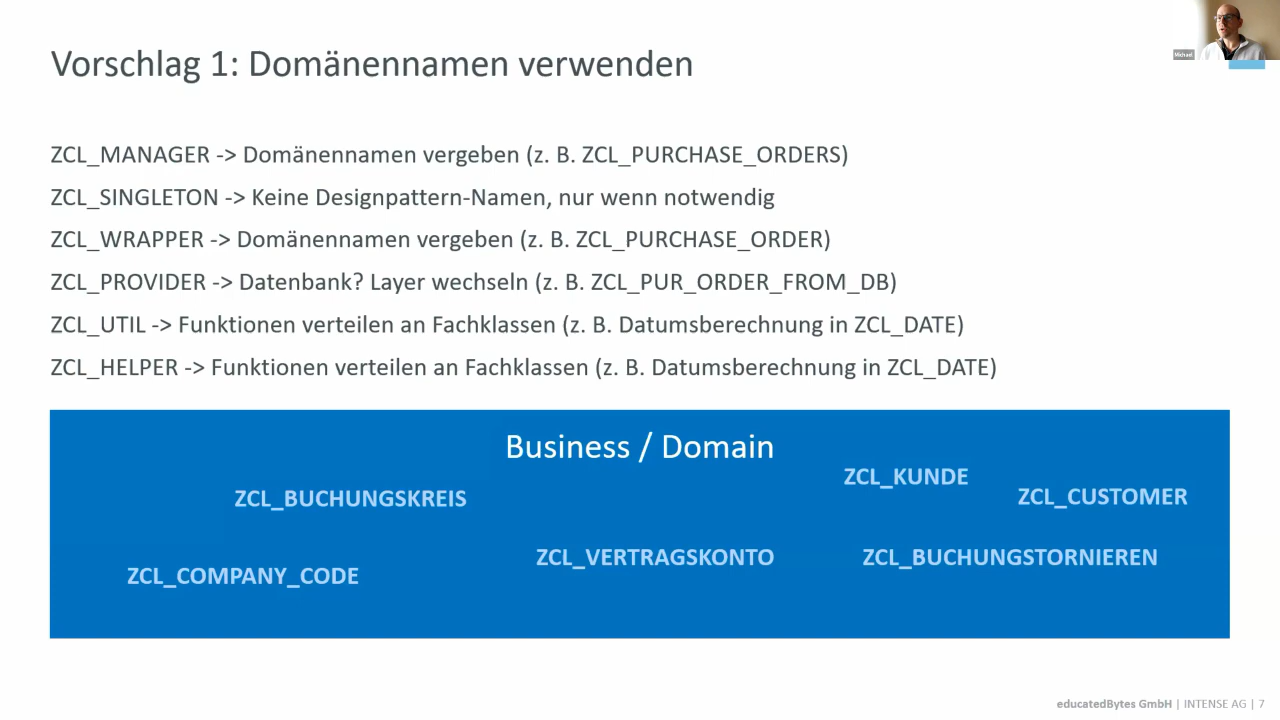 Vorschlag 1: Domänennamen verwenden
Michael
ZCL_MANAGER -> Domänennamen vergeben (z. B. ZCL_PURCHASE_ORDERS)
ZCL_SINGLETON -> Keine Designpattern-Namen, nur wenn notwendig
ZCL_WRAPPER -> Domänennamen vergeben (z. B. ZCL_PURCHASE_ORDER)
ZCL_PROVIDER -> Datenbank? Layer wechseln (z. B. ZCL_PUR_ORDER_FROM_DB)
ZCL_UTIL -> Funktionen verteilen an Fachklassen (z. B. Datumsberechnung in ZCL_DATE)
ZCL_HELPER -> Funktionen verteilen an Fachklassen (z. B. Datumsberechnung in ZCL_DATE)
Business / Domain
ZCL_KUNDE
ZCL_BUCHUNGSKREIS
ZCL_CUSTOMER
ZCL_VERTRAGSKONTO
ZCL_BUCHUNGSTORNIEREN
ZCL_COMPANY_CODE
educatedBytes GmbH | INTENSE AG | 7